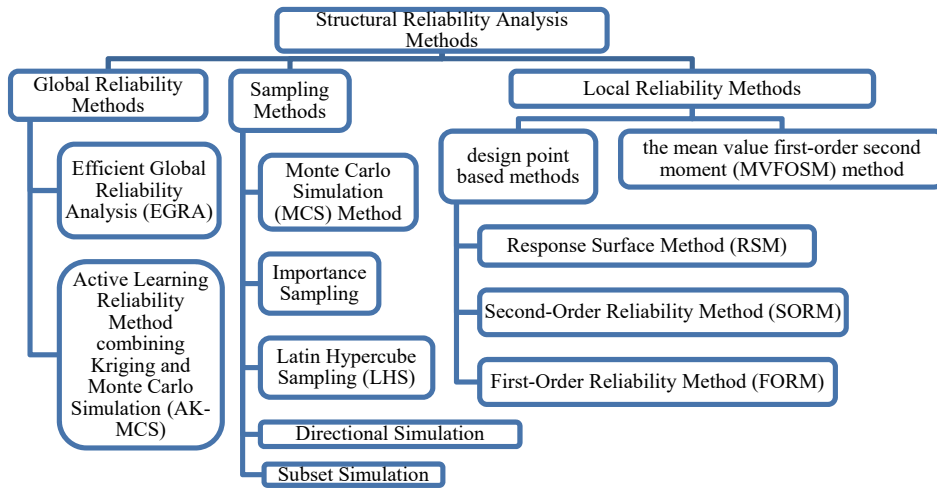 Structural Reliability Analysis
Methods
Global Reliability
Methods
Efficient Global
Reliability
Analysis (EGRA)
Active Learning
Reliability
Method
combining
Kriging and
Monte Carlo
Simulation (AK-
MCS)
Sampling
Methods
Monte Carlo
Simulation
(MCS) Method
Importance
Sampling
Latin Hypercube
Sampling (LHS)
Directional Simulation
Subset Simulation
Local Reliability Methods
design point
based methods
Response Surface Method (RSM)
Second-Order Reliability Method (SORM)
First-Order Reliability Method (FORM)
the mean value first-order second
moment (MVFOSM) method